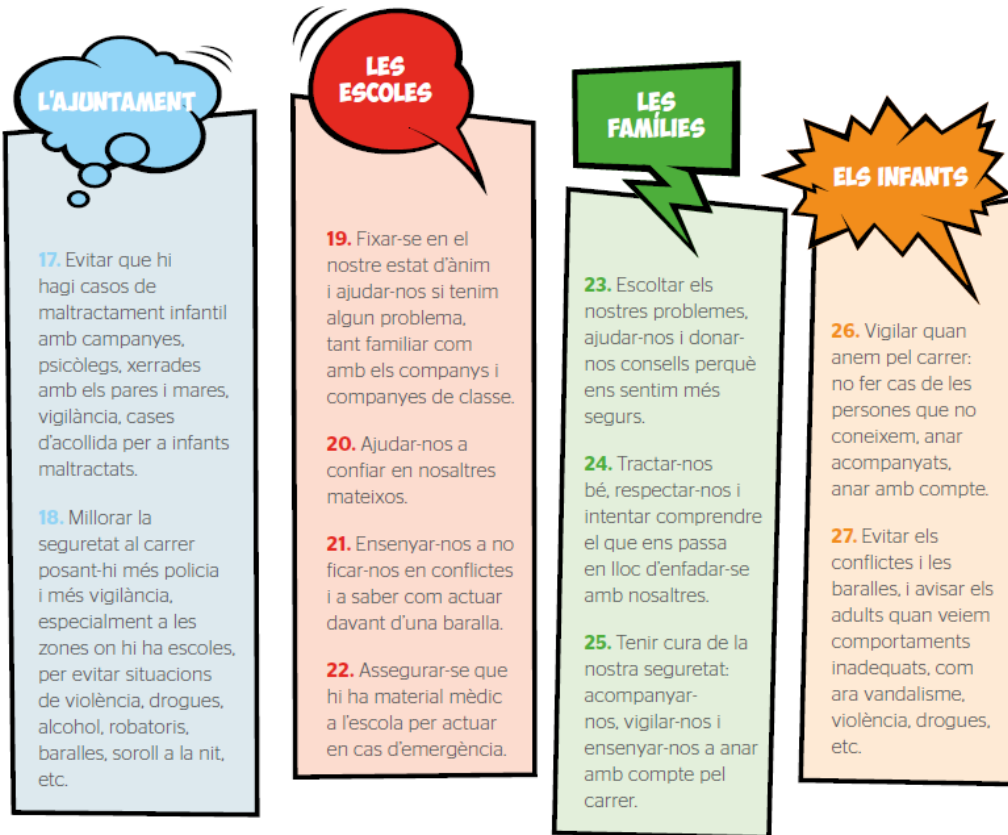 L'AJUNTAMENT
17. Evitar que hi
hagi casos de
maltractament infantil
amb campanyes,
psicòlegs, xerrades
amb els pares i mares,
vigilància, cases
d'acollida per a infants
maltractats.
18. Millorar la
seguretat al carrer
posant-hi més policia
i més vigilància,
especialment a les
zones on hi ha escoles,
per evitar situacions
de violència, drogues,
alcohol, robatoris,
baralles, soroll a la nit,
etc.
LES
ESCOLES
19. Fixar-se en el
nostre estat d'ànim
i ajudar-nos si tenim
algun problema,
tant familiar com
amb els companys i
companyes de classe.
20. Ajudar-nos a
confiar en nosaltres
mateixos.
21. Ensenyar-nos a no
ficar-nos en conflictes
i a saber com actuar
davant d'una baralla.
22. Assegurar-se que
hi ha material mèdic
a l'escola per actuar
en cas d'emergència.
LES
FAMÍLIES
23. Escoltar els
nostres problemes,
ajudar-nos i donar-
nos consells perquè
ens sentim més
segurs.
24. Tractar-nos
bé, respectar-nos i
intentar comprendre
el que ens passa
en lloc d'enfadar-se
amb nosaltres.
25. Tenir cura de la
nostra seguretat:
acompanyar-
nos, vigilar-nos i
ensenyar-nos a anar
amb compte pel
carrer.
ELS INFANTS
26. Vigilar quan
anem pel carrer:
no fer cas de les
persones que no
coneixem, anar
acompanyats,
anar amb compte.
27. Evitar els
conflictes i les
baralles, i avisar els
adults quan veiem
comportaments
inadequats, com
ara vandalisme,
violència, drogues,
etc.